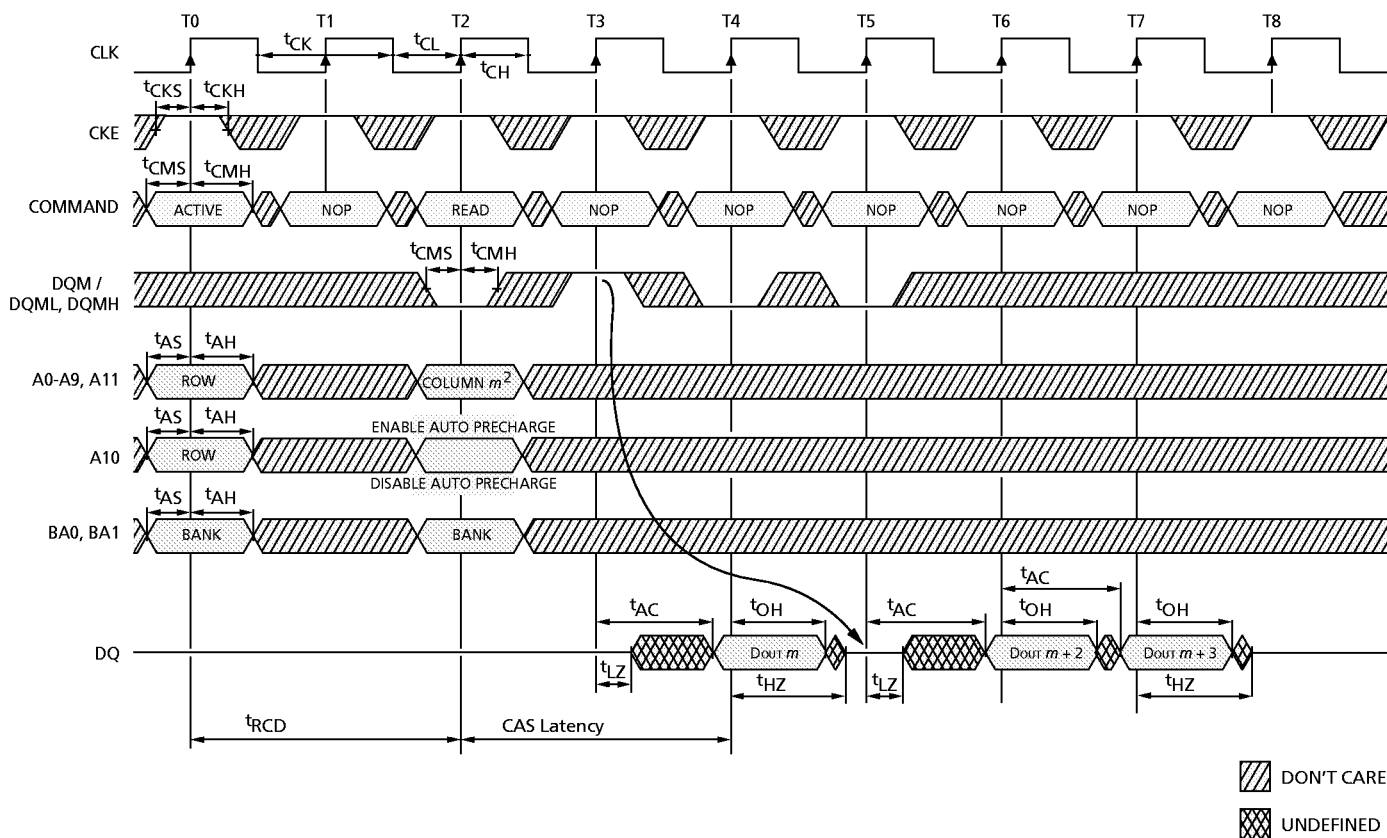 T0 T1 T2 T3 T4 T5 T6 T7 T8
CLK
tCK tCL
tCH
tCKS tCKH
CKE
tCMS tCMH
COMMAND ACTIVE NOP READ NOP NOP NOP NOP NOP NOP
tCMS tCMH
DQM /
DQML, DQMH
tAS tAH
A0-A9, A11 ROW COLUMN m2
tAS tAH
ENABLE AUTO PRECHARGE
A10 ROW
DISABLE AUTO PRECHARGE
tAS tAH
BA0, BA1 BANK BANK
tAC
tAC tOH tAC tOH tOH
DQ DOUT m DOUT m + 2 DOUT m + 3
tLZ tHZ tLZ tHZ
tRCD CAS Latency
DON'T CARE
UNDEFINED